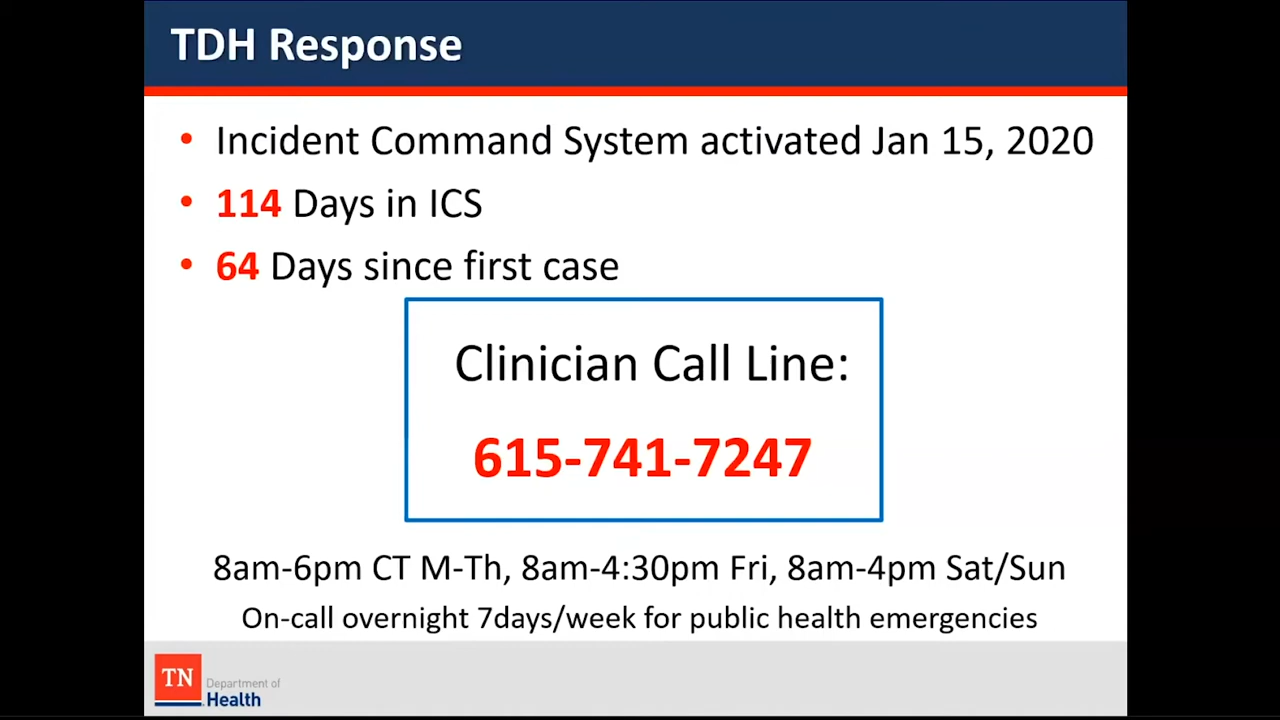 TDH Response
• Incident Command System activated Jan 15, 2020
• 114 Days in ICS
• 64 Days since first case
Clinician Call Line:
615-741-7247
8am-6pm CT M-Th, 8am-4:30pm Fri, 8am-4pm Sat/Sun
On-call overnight 7days/week for public health emergencies
TN
Department of
Health